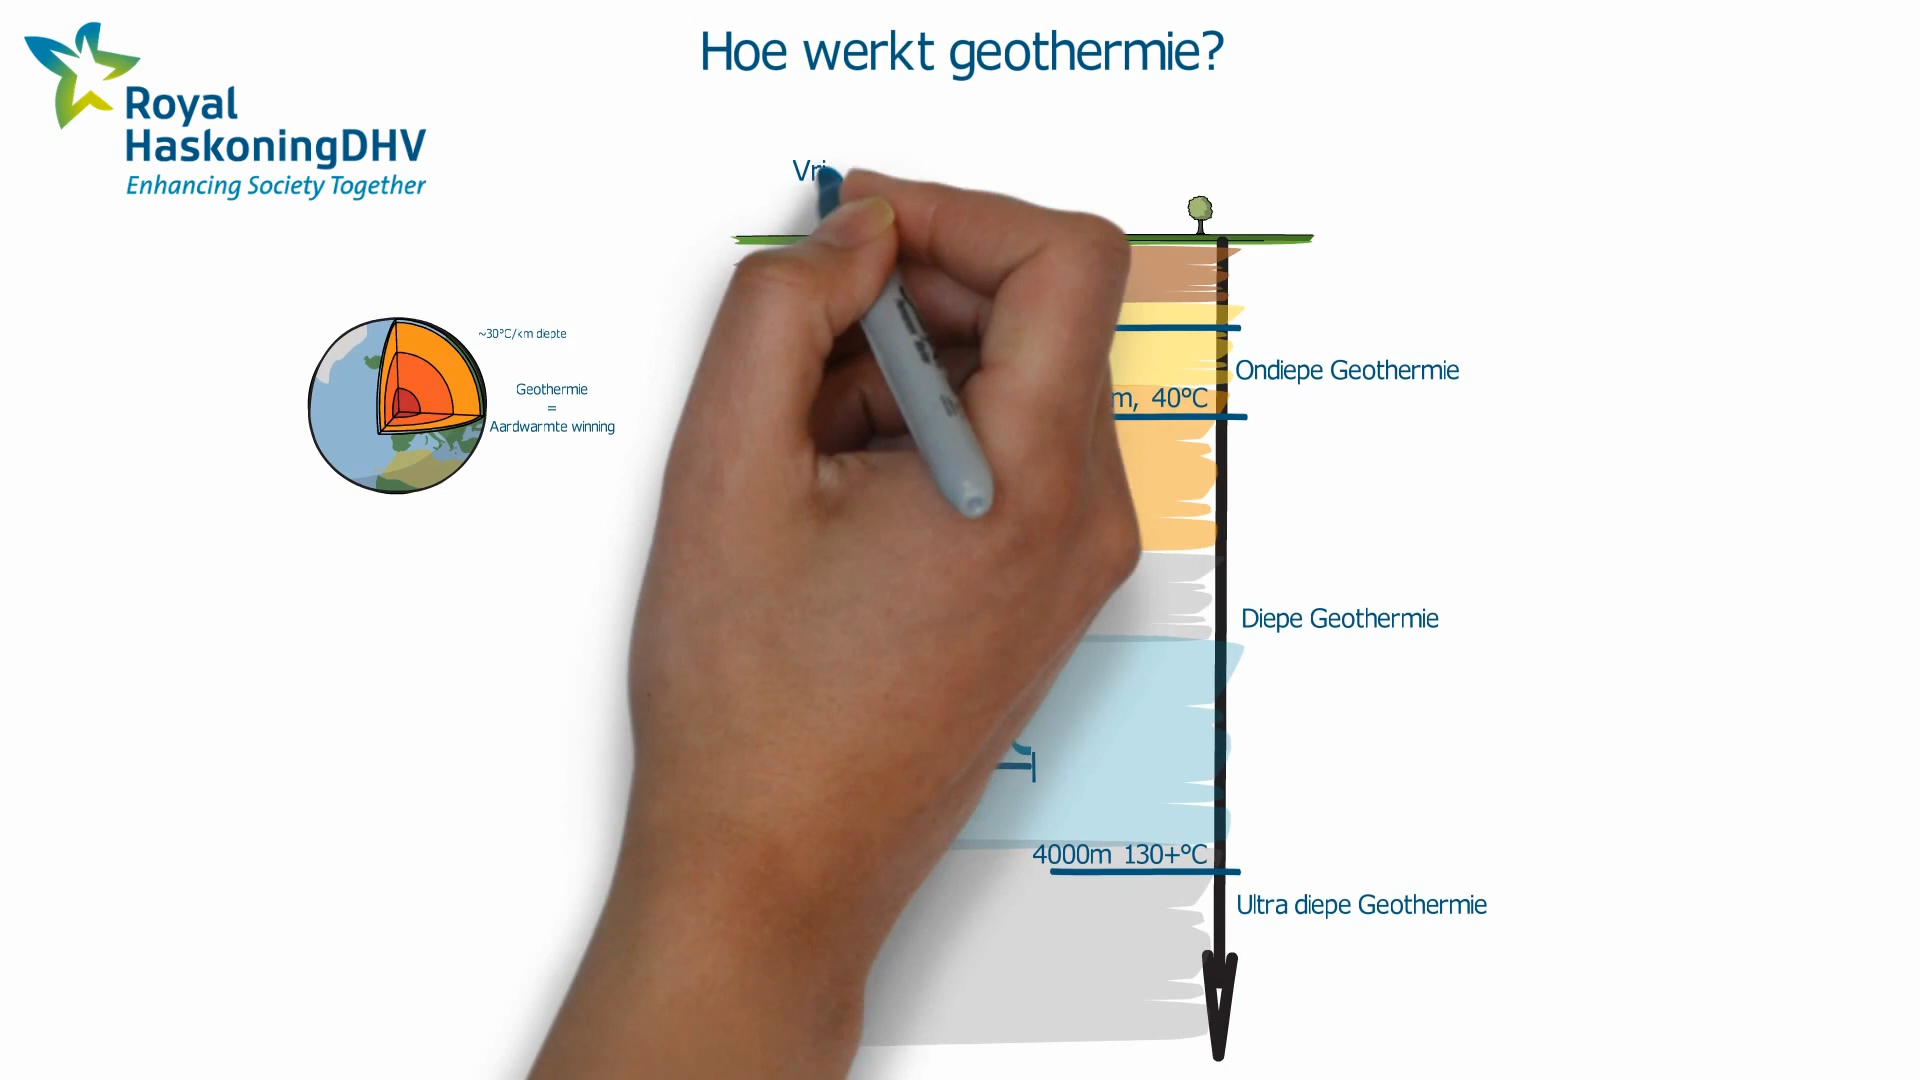 Hoe werkt geothermie?
Royal
HaskoningDHV
Enhancing Society Together
~30°C/km diepte
Geothermie
=
Aardwarmte winning
Ondiepe Geothermie
m, 40°C
Diepe Geothermie
4000m 130+°C
Ultra diepe Geothermie